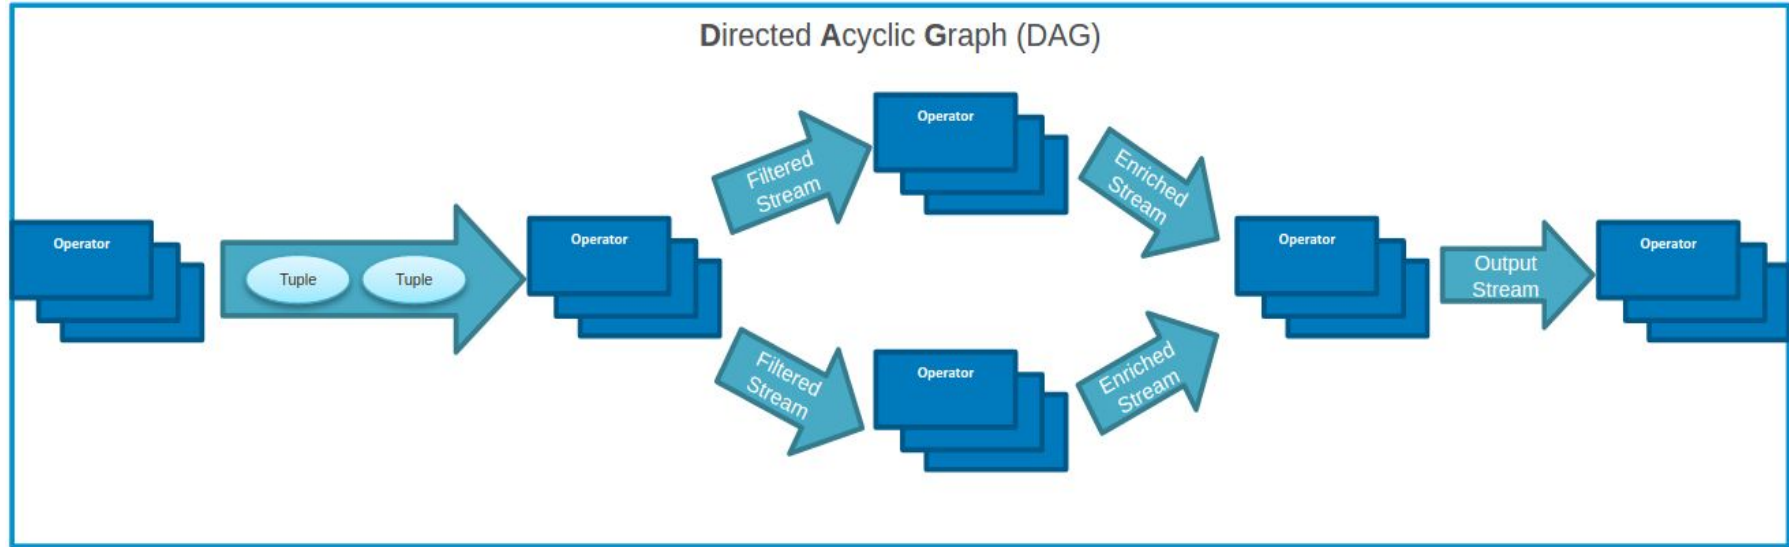 Directed Acyclic Graph (DAG)
Operator
Tuple
Tuple
Operator
Filtered
Stream
Operator
Enriched
Stream
Filtered
Stream
Operator
Enriched
Stream
Operator
Output
Stream
Operator